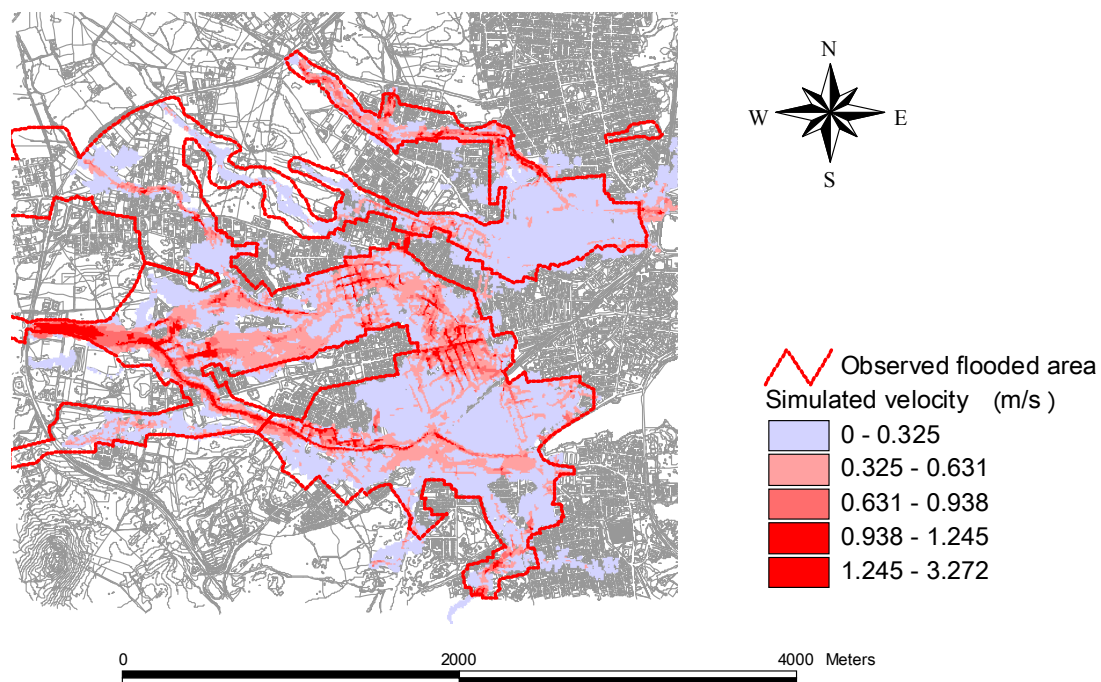 N
W E
S
Observed flooded area
Simulated velocity (m/s )
0 - 0.325
0.325 - 0.631
0.631 - 0.938
0.938 - 1.245
1.245 - 3.272
0 2000 4000 Meters